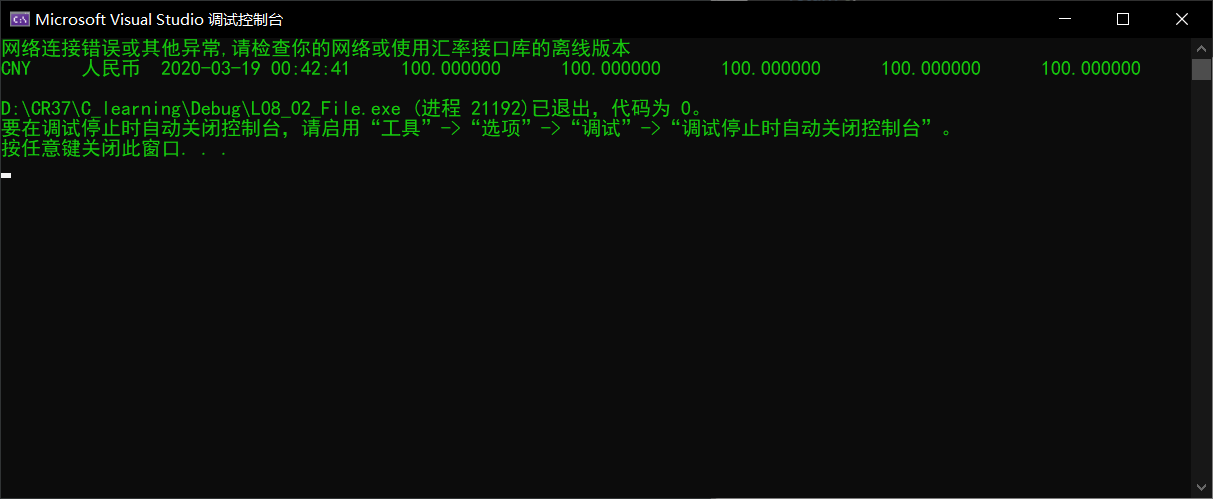 Microsoft Visual Studio 调试控制台
网络连接错误或其他异常,请检查你的网络或使用汇率接口库的离线版本
CNY 人民币 2020-03-19 00:42:41 100.000000 100.000000 100.000000 100.000000 100.000000
D:\CR37\C_learning\Debug\L08_02_File.exe (进程 21192)已退出，代码为 0。
要在调试停止时自动关闭控制台，请启用“工具”->“选项”->“调试”->“调试停止时自动关闭控制台”。
按任意键关闭此窗口. . .